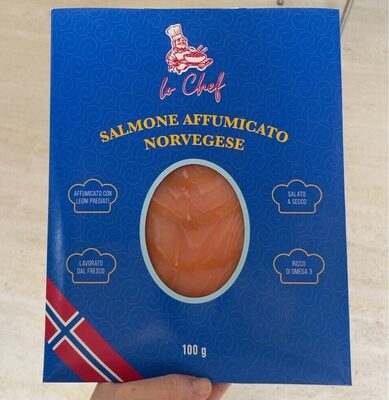 lo Chef
SALMONE AFFUMICATO
NORVEGESE
AFFUMICATO CON
LEGNI PREGIATI
SALATO
A SECCO
LAVORATO
DAL FRESCO
RICCO
DI OMEGA 3
100 g